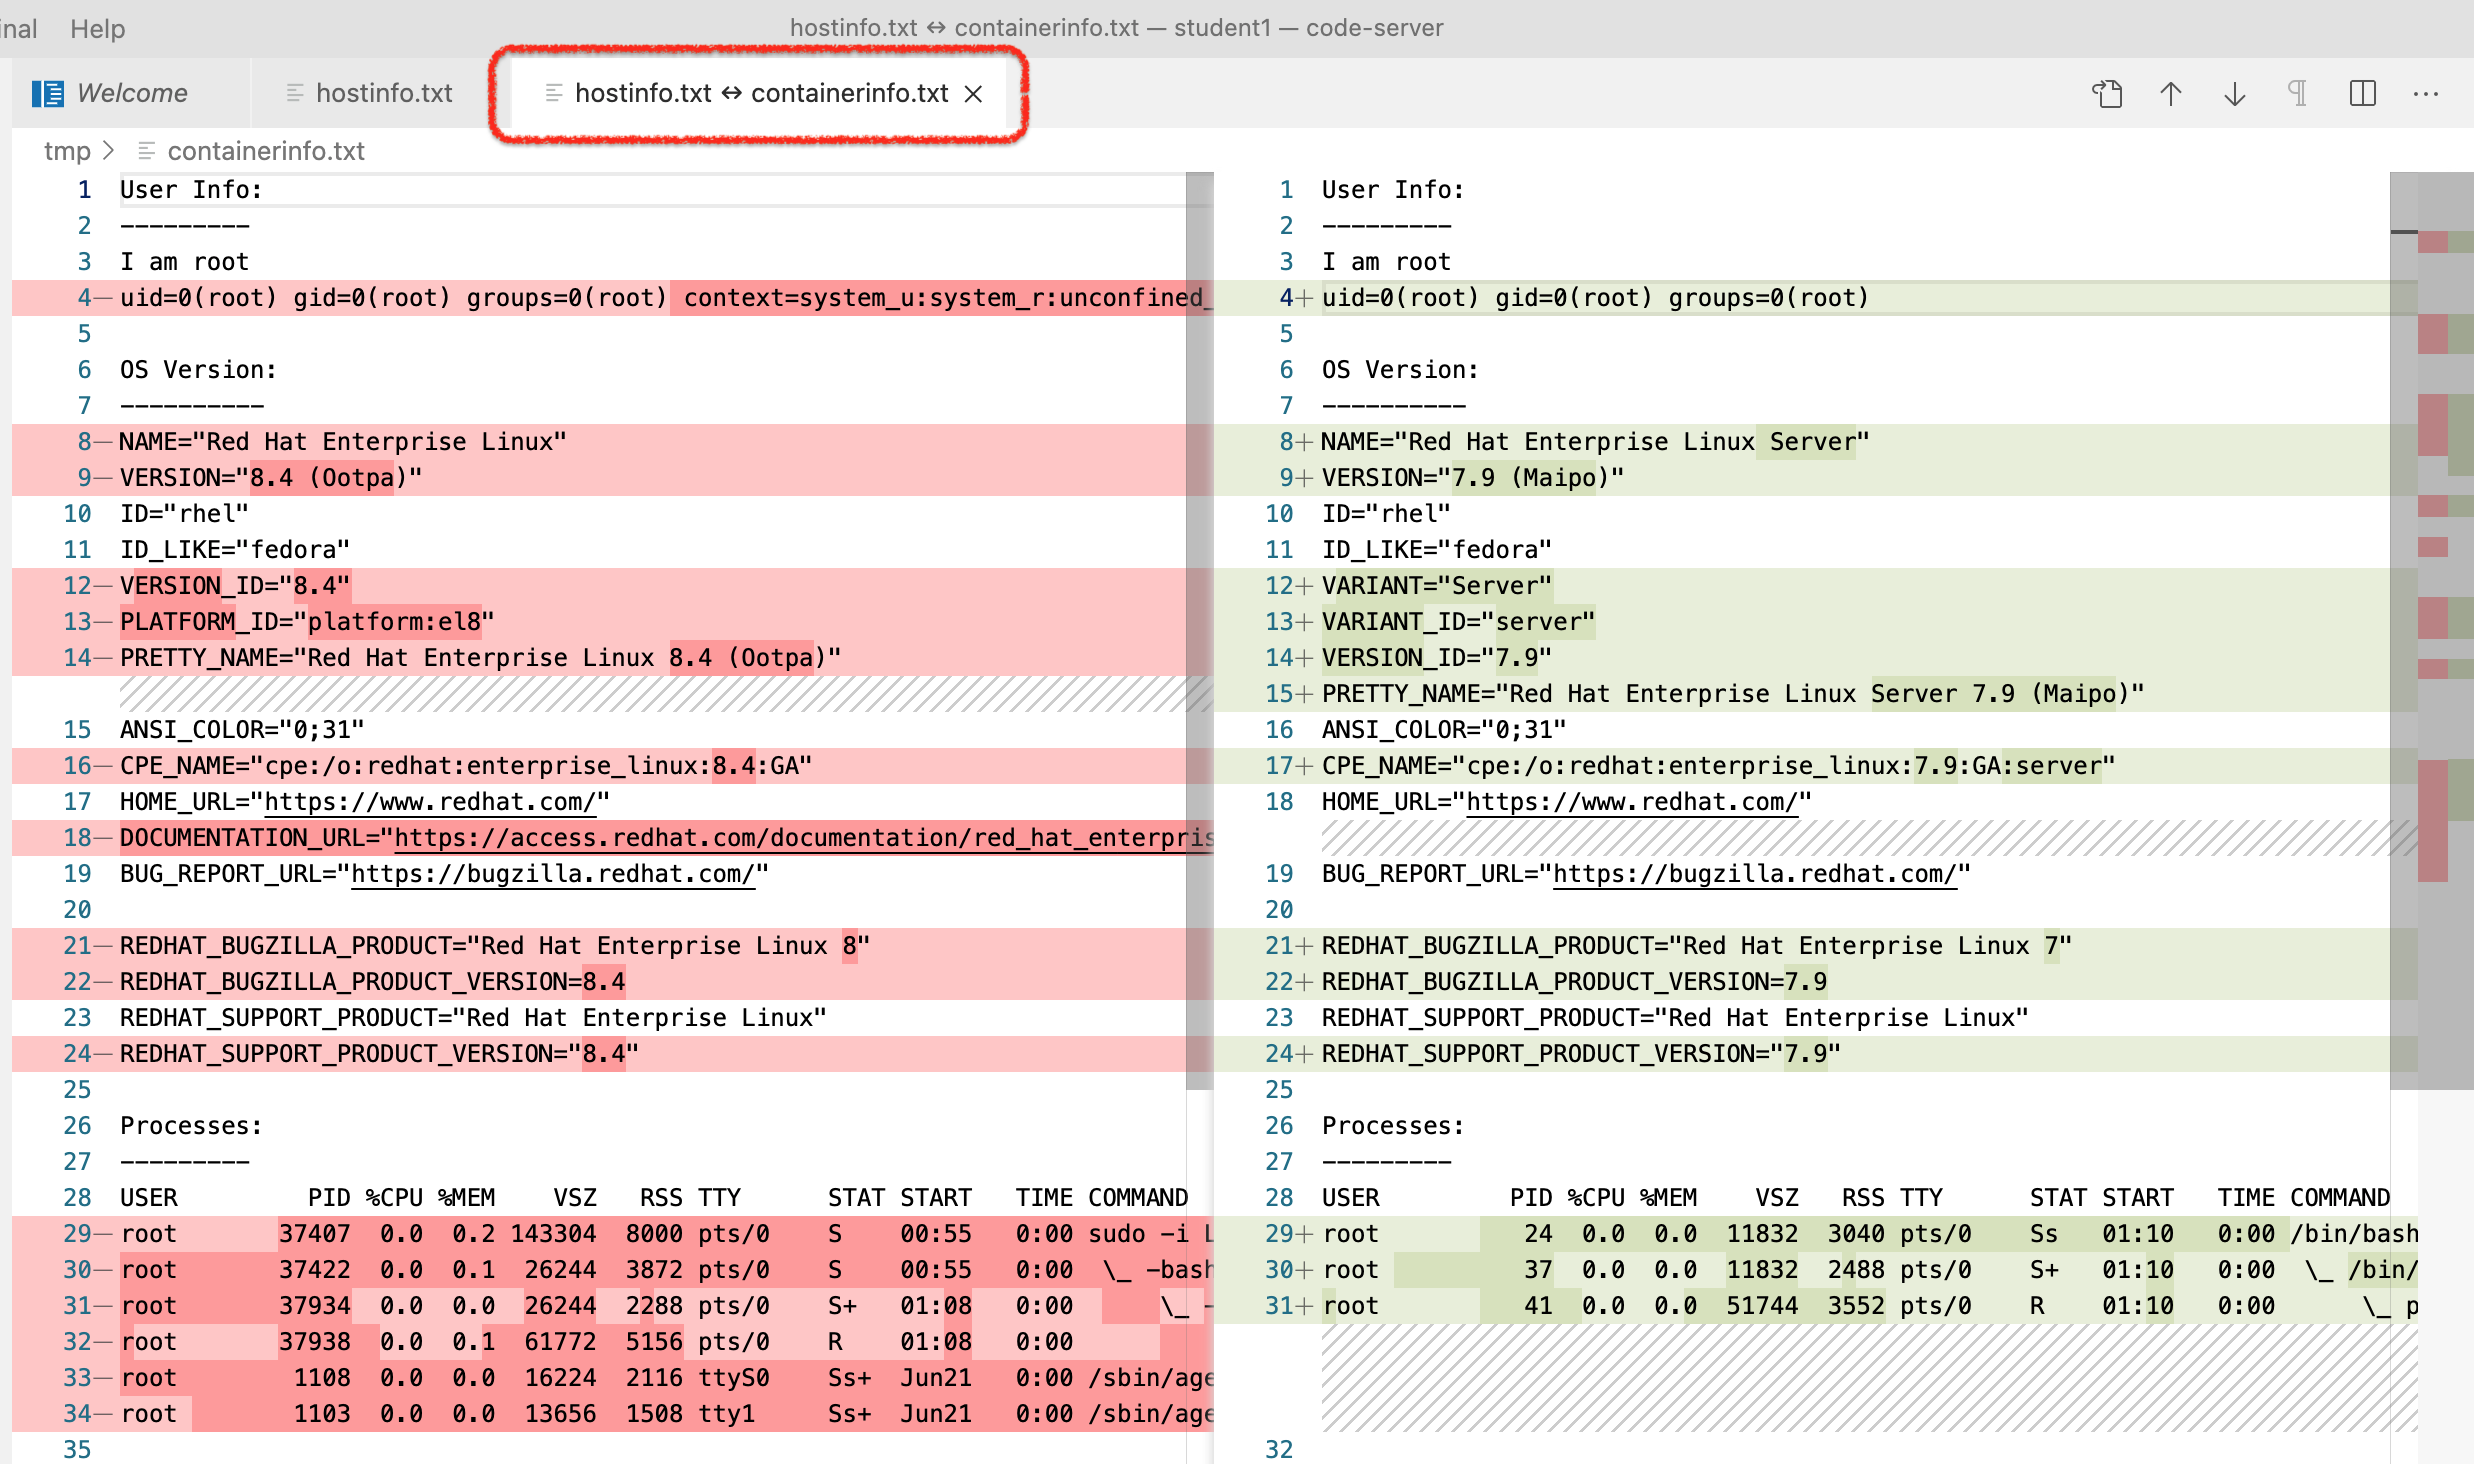 Help
hostinfo.txt ↔ containerinfo.txt — student1 — code-server
Welcome
hostinfo.txt
hostinfo.txt ↔ containerinfo.txt
tmp > containerinfo.txt
1 User Info:
2 ---------
3 I am root
4— uid=0(root) gid=0(root) groups=0(root) context=system_u:system_r:unconfined_
5
6 OS Version:
7 ----------
8— NAME="Red Hat Enterprise Linux"
9— VERSION="8.4 (Ootpa)"
10 ID="rhel"
11 ID_LIKE="fedora"
12— VERSION_ID="8.4"
13— PLATFORM_ID="platform:el8"
14— PRETTY_NAME="Red Hat Enterprise Linux 8.4 (Ootpa)"
15 ANSI_COLOR="0;31"
16— CPE_NAME="cpe:/o:redhat:enterprise_linux:8.4:GA"
17 HOME_URL="https://www.redhat.com/"
18— DOCUMENTATION_URL="https://access.redhat.com/documentation/red_hat_enterpris
19 BUG_REPORT_URL="https://bugzilla.redhat.com/"
20
21— REDHAT_BUGZILLA_PRODUCT="Red Hat Enterprise Linux 8"
22— REDHAT_BUGZILLA_PRODUCT_VERSION=8.4
23 REDHAT_SUPPORT_PRODUCT="Red Hat Enterprise Linux"
24— REDHAT_SUPPORT_PRODUCT_VERSION="8.4"
25
26 Processes:
27 ---------
28 USER PID %CPU %MEM VSZ RSS TTY STAT START TIME COMMAND
29— root 37407 0.0 0.2 143304 8000 pts/0 S 00:55 0:00 sudo -i
30— root 37422 0.0 0.1 26244 3872 pts/0 S 00:55 0:00 \_ -bash
31— root 37934 0.0 0.0 26244 2288 pts/0 S+ 01:08 0:00 \_ -
32— root 37938 0.0 0.1 61772 5156 pts/0 R 01:08 0:00
33— root 1108 0.0 0.0 16224 2116 ttyS0 Ss+ Jun21 0:00 /sbin/age
34— root 1103 0.0 0.0 13656 1508 tty1 Ss+ Jun21 0:00 /sbin/age
35
1 User Info:
2 ---------
3 I am root
4+ uid=0(root) gid=0(root) groups=0(root)
5
6 OS Version:
7 ----------
8+ NAME="Red Hat Enterprise Linux Server"
9+ VERSION="7.9 (Maipo)"
10 ID="rhel"
11 ID_LIKE="fedora"
12+ VARIANT="Server"
13+ VARIANT_ID="server"
14+ VERSION_ID="7.9"
15+ PRETTY_NAME="Red Hat Enterprise Linux Server 7.9 (Maipo)"
16 ANSI_COLOR="0;31"
17+ CPE_NAME="cpe:/o:redhat:enterprise_linux:7.9:GA:server"
18 HOME_URL="https://www.redhat.com/"
19 BUG_REPORT_URL="https://bugzilla.redhat.com/"
20
21+ REDHAT_BUGZILLA_PRODUCT="Red Hat Enterprise Linux 7"
22+ REDHAT_BUGZILLA_PRODUCT_VERSION=7.9
23 REDHAT_SUPPORT_PRODUCT="Red Hat Enterprise Linux"
24+ REDHAT_SUPPORT_PRODUCT_VERSION="7.9"
25
26 Processes:
27 ---------
28 USER PID %CPU %MEM VSZ RSS TTY STAT START TIME COMMAND
29+ root 24 0.0 0.0 11832 3040 pts/0 Ss 01:10 0:00 /bin/bash
30+ root 37 0.0 0.0 11832 2488 pts/0 S+ 01:10 0:00 \_ /bin/
31+ root 41 0.0 0.0 51744 3552 pts/0 R 01:10 0:00 \_ p
32